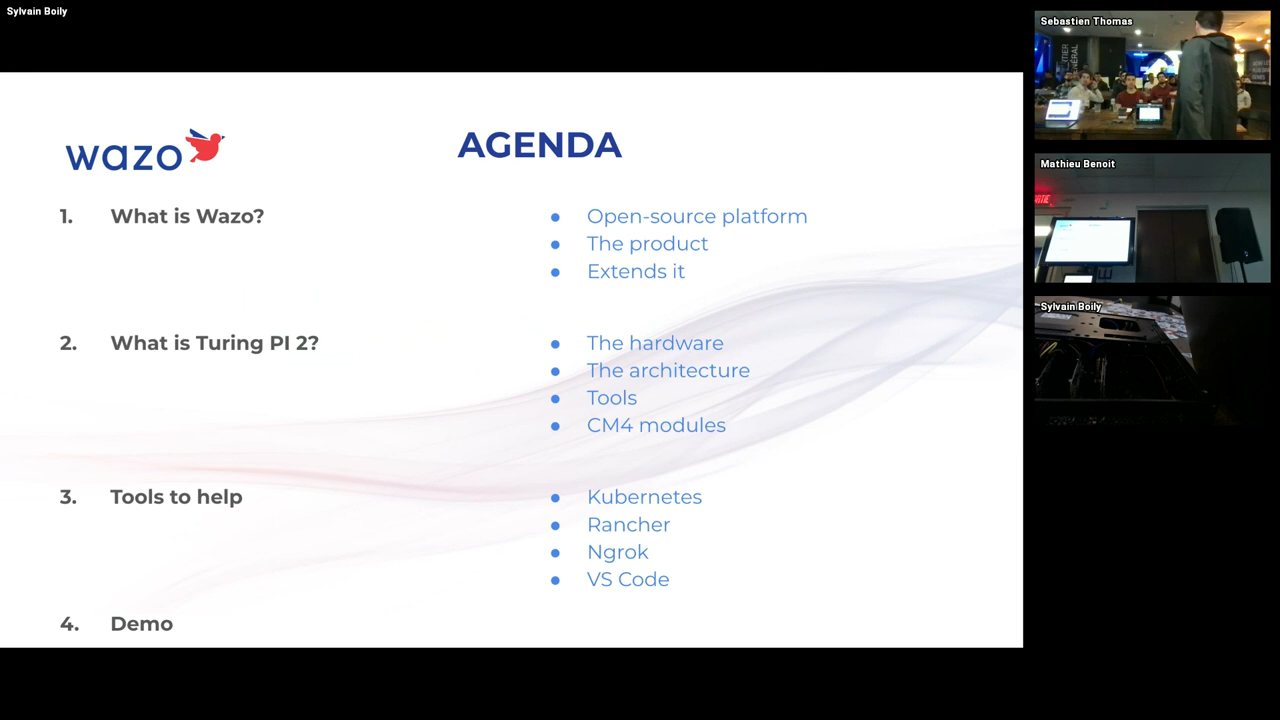 Sylvain Boily
wazo
AGENDA
1. What is Wazo?
● Open-source platform
● The product
● Extends it
2. What is Turing PI 2?
● The hardware
● The architecture
● Tools
● CM4 modules
3. Tools to help
● Kubernetes
● Rancher
● Ngrok
● VS Code
4. Demo
Sebastien Thomas
Mathieu Benoit
Sylvain Boily